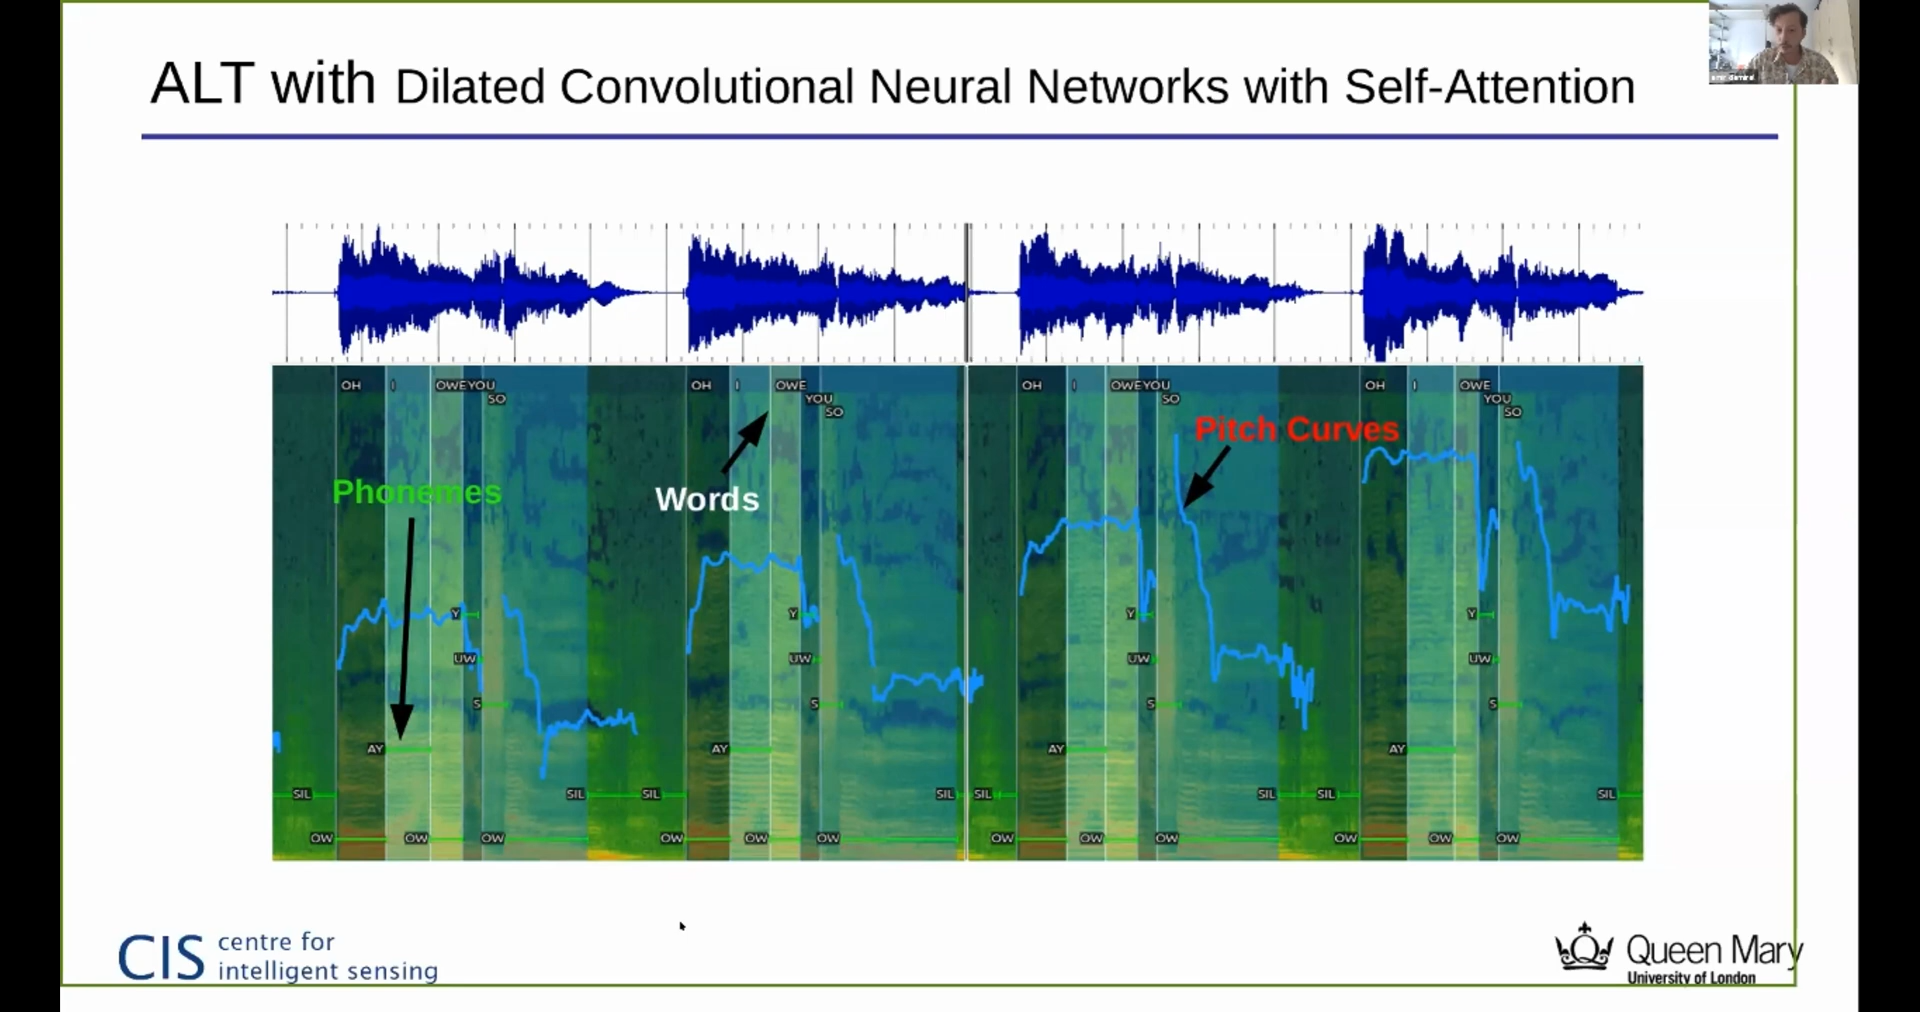 ALT with Dilated Convolutional Neural Networks with Self-Attention
OH I OWE YOU OH I OWE OH I OWE YOU OH I OWE
SO YOU SO YOU
SO SO
Pitch Curves
Phonemes
Words
Y Y Y Y
UW UW UW UW
S S S S
AY AY AY AY
SIL SIL SIL SIL SIL SIL SIL SIL
OW OW OW OW OW OW OW OW OW OW OW OW
CIS centre for
intelligent sensing
Queen Mary
University of London